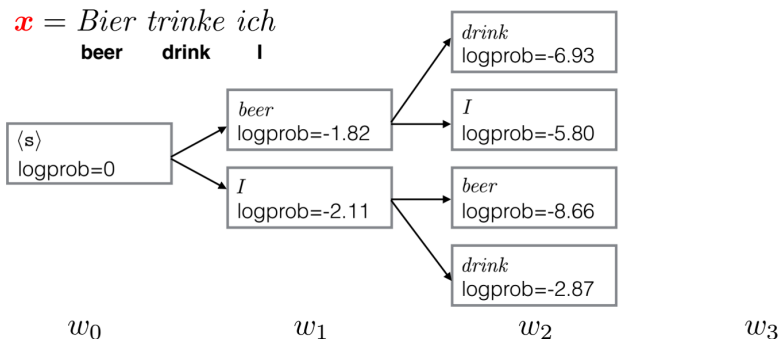 x = Bier trinke ich
beer drink I
⟨s⟩
logprob=0
beer
logprob=-1.82
I
logprob=-2.11
drink
logprob=-6.93
I
logprob=-5.80
beer
logprob=-8.66
drink
logprob=-2.87
w₀ w₁ w₂ w₃